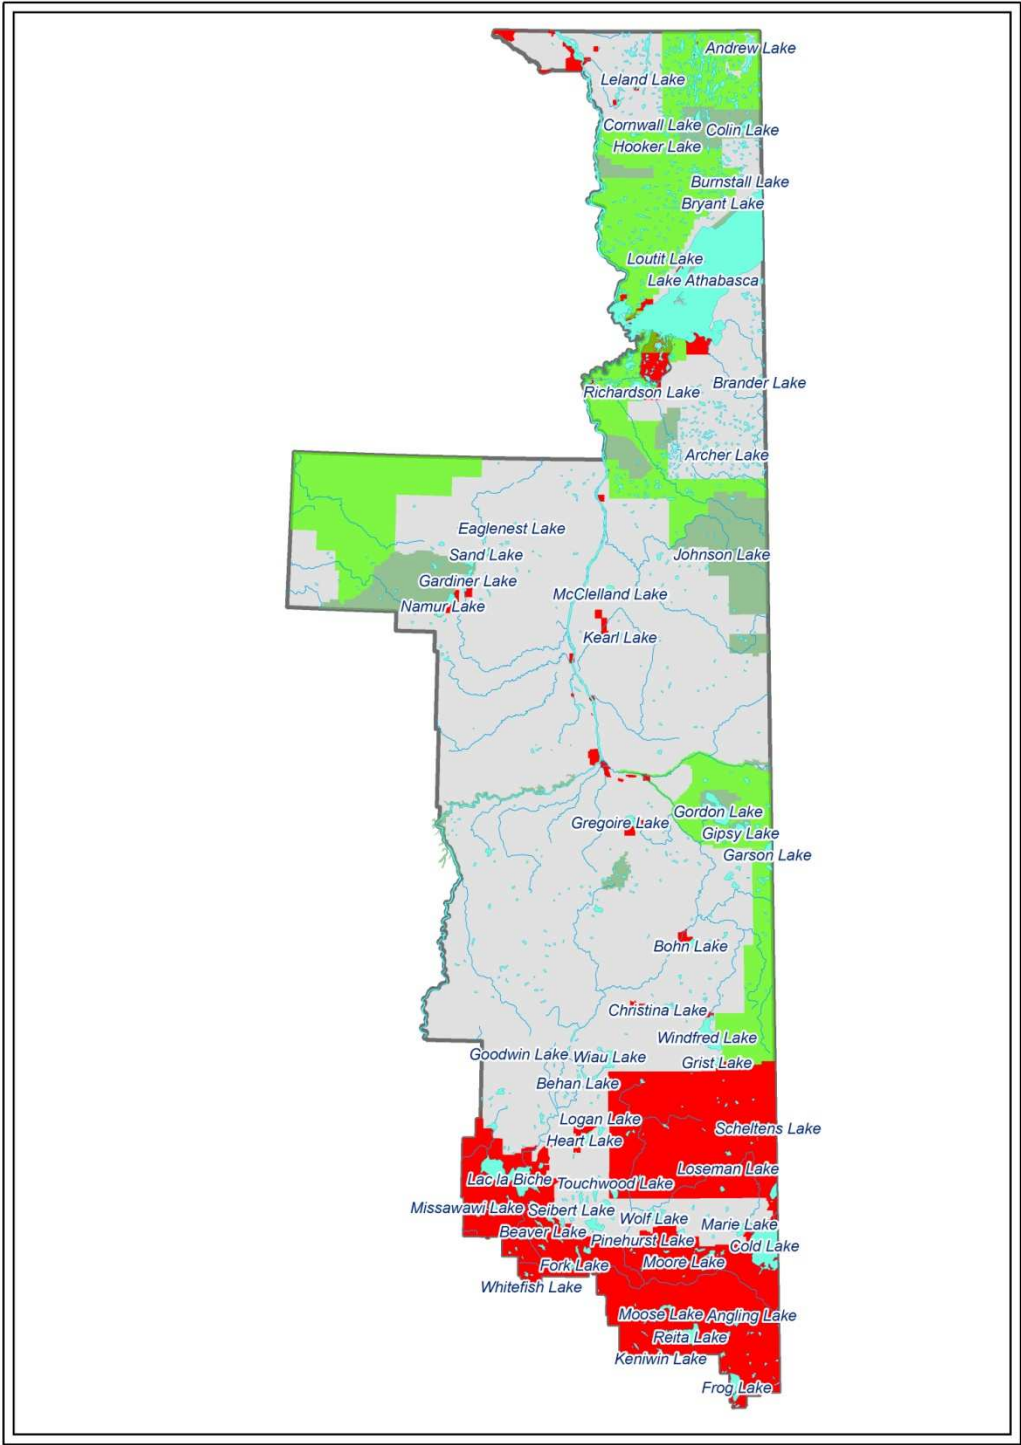 Andrew Lake
Leland Lake
Cornwall Lake
Colin Lake
Hooker Lake
Burnstall Lake
Bryant Lake
Loutit Lake
Lake Athabasca
Brander Lake
Richardson Lake
Archer Lake
Eaglenest Lake
Sand Lake
Johnson Lake
Gardiner Lake
McClelland Lake
Namur Lake
Kearl Lake
Gordon Lake
Gregoire Lake
Gipsy Lake
Garson Lake
Bohn Lake
Christina Lake
Windfred Lake
Goodwin Lake
Wiau Lake
Grist Lake
Behan Lake
Logan Lake
Scheltens Lake
Heart Lake
Loseman Lake
Lac la Biche
Touchwood Lake
Missawawi Lake
Seibert Lake
Wolf Lake
Marie Lake
Beaver Lake
Pinehurst Lake
Cold Lake
Fork Lake
Moore Lake
Whitefish Lake
Moose Lake
Angling Lake
Reita Lake
Keniwin Lake
Frog Lake